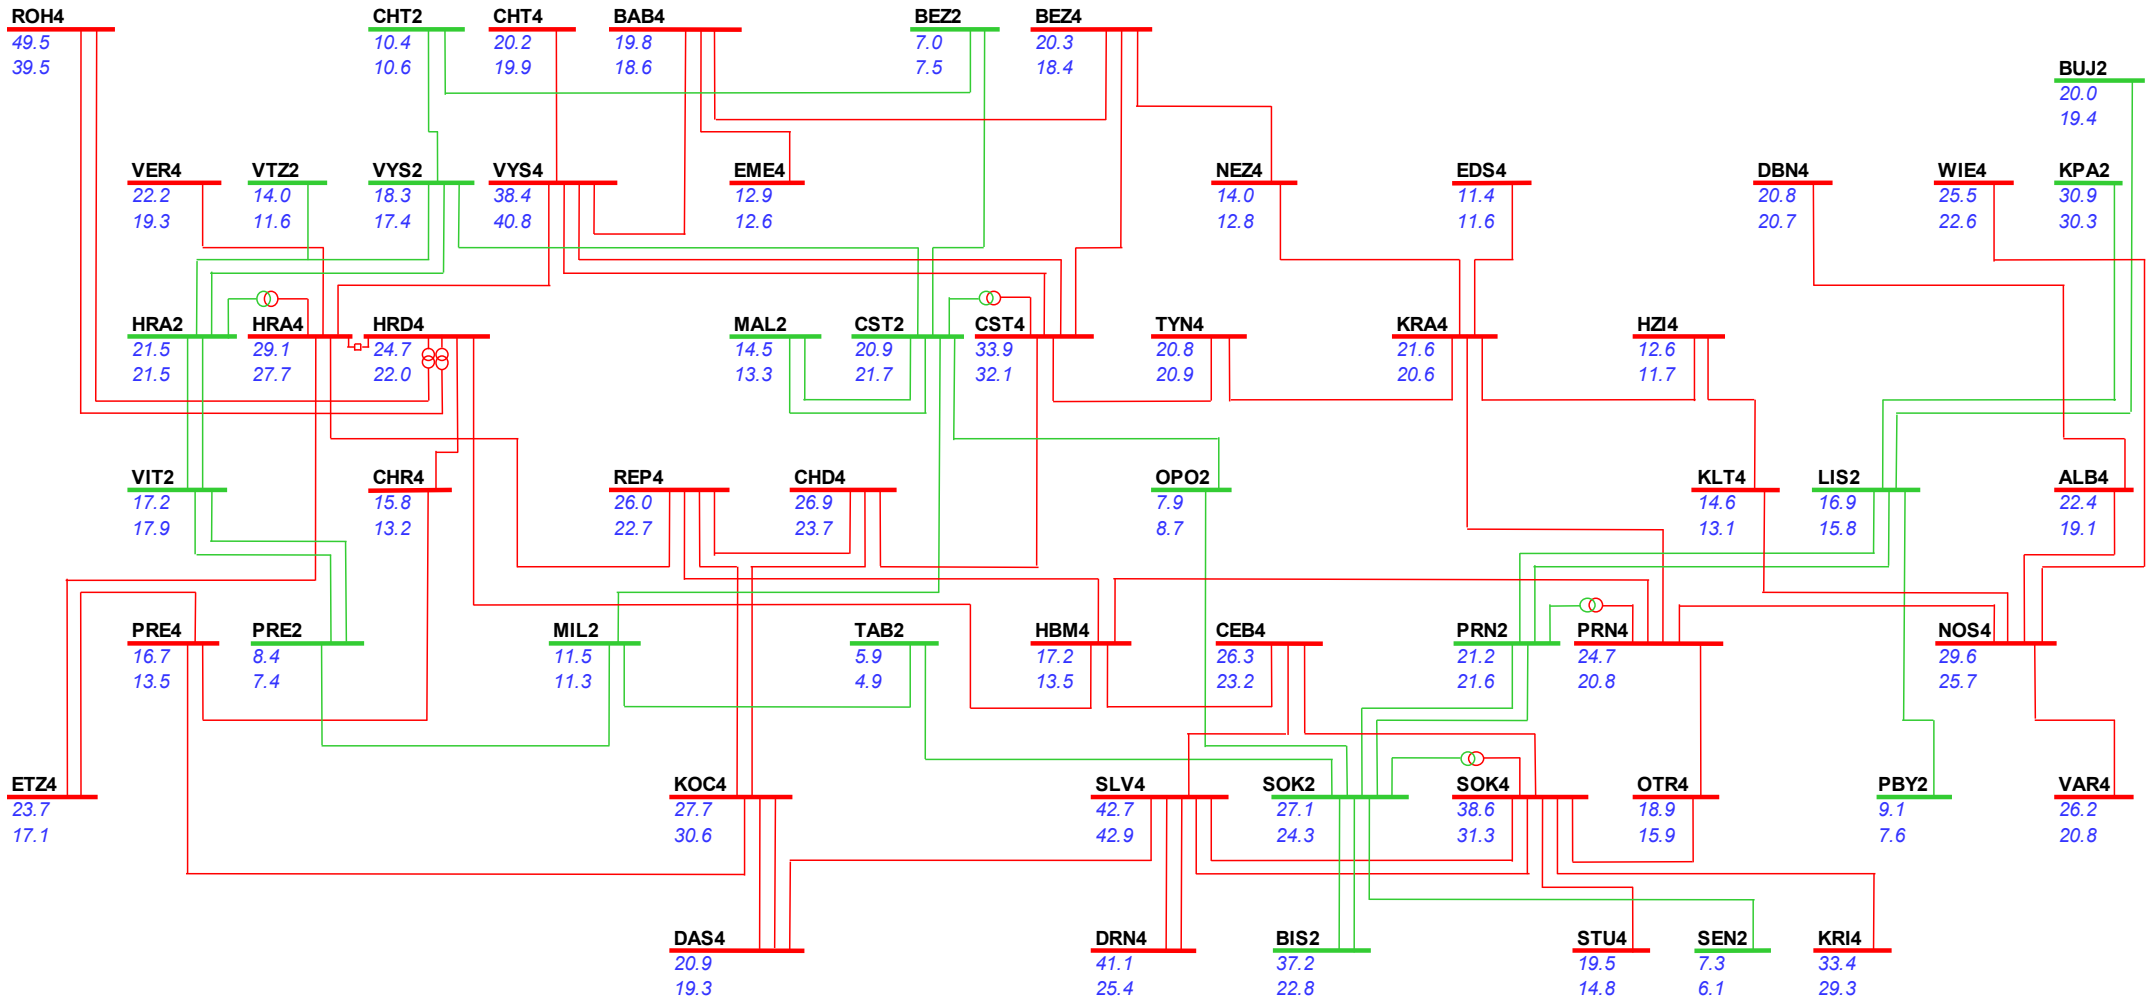 ROH4
49.5
39.5
CHT2
10.4
10.6
CHT4
20.2
19.9
BAB4
19.8
18.6
BEZ2
7.0
7.5
BEZ4
20.3
18.4
BUJ2
20.0
19.4
VER4
22.2
19.3
VTZ2
14.0
11.6
VYS2
18.3
17.4
VYS4
38.4
40.8
EME4
12.9
12.6
NEZ4
14.0
12.8
EDS4
11.4
11.6
DBN4
20.8
20.7
WIE4
25.5
22.6
KPA2
30.9
30.3
HRA2
21.5
21.5
HRA4
29.1
27.7
HRD4
24.7
22.0
MAL2
14.5
13.3
CST2
20.9
21.7
CST4
33.9
32.1
TYN4
20.8
20.9
KRA4
21.6
20.6
HZI4
12.6
11.7
VIT2
17.2
17.9
CHR4
15.8
13.2
REP4
26.0
22.7
CHD4
26.9
23.7
OPO2
7.9
8.7
KLT4
14.6
13.1
LIS2
16.9
15.8
ALB4
22.4
19.1
PRE4
16.7
13.5
PRE2
8.4
7.4
MIL2
11.5
11.3
TAB2
5.9
4.9
HBM4
17.2
13.5
CEB4
26.3
23.2
PRN2
21.2
21.6
PRN4
24.7
20.8
NOS4
29.6
25.7
ETZ4
23.7
17.1
KOC4
27.7
30.6
SLV4
42.7
42.9
SOK2
27.1
24.3
SOK4
38.6
31.3
OTR4
18.9
15.9
PBY2
9.1
7.6
VAR4
26.2
20.8
DAS4
20.9
19.3
DRN4
41.1
25.4
BIS2
37.2
22.8
STU4
19.5
14.8
SEN2
7.3
6.1
KRI4
33.4
29.3